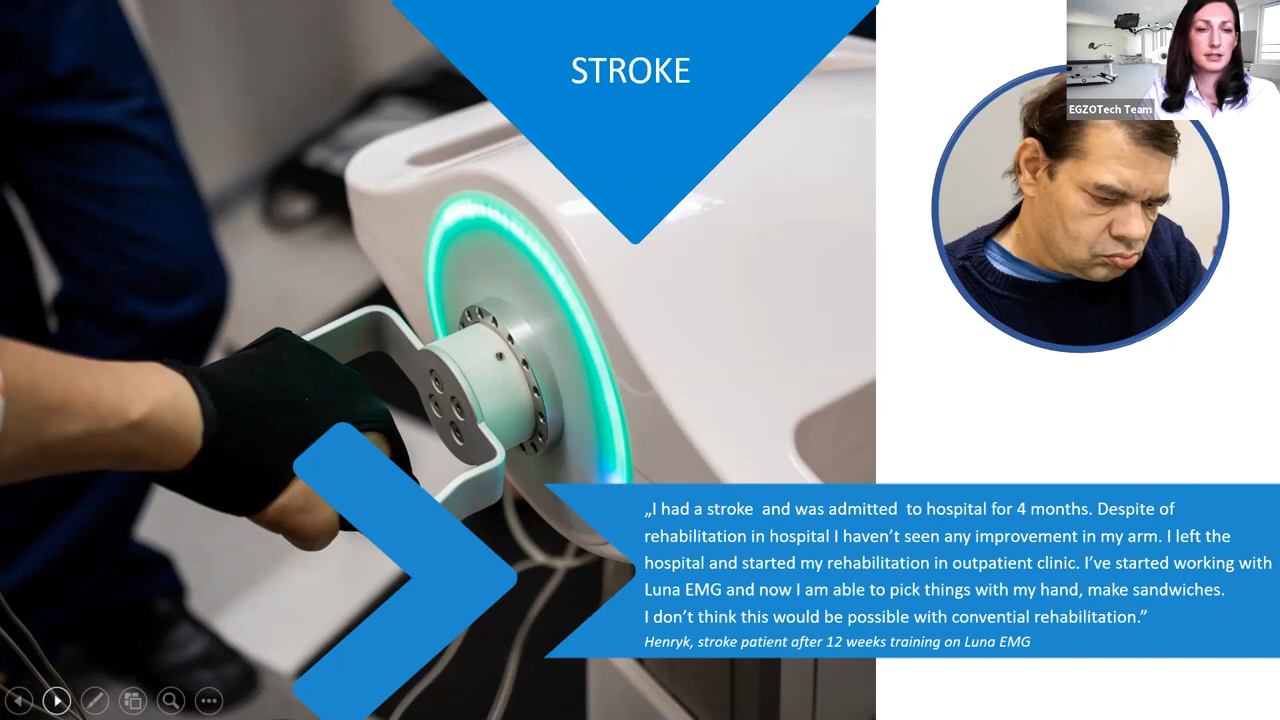 STROKE
EGZOTech Team
„I had a stroke and was admitted to hospital for 4 months. Despite of
rehabilitation in hospital I haven’t seen any improvement in my arm. I left the
hospital and started my rehabilitation in outpatient clinic. I’ve started working with
Luna EMG and now I am able to pick things with my hand, make sandwiches.
I don’t think this would be possible with convential rehabilitation.”
Henryk, stroke patient after 12 weeks training on Luna EMG